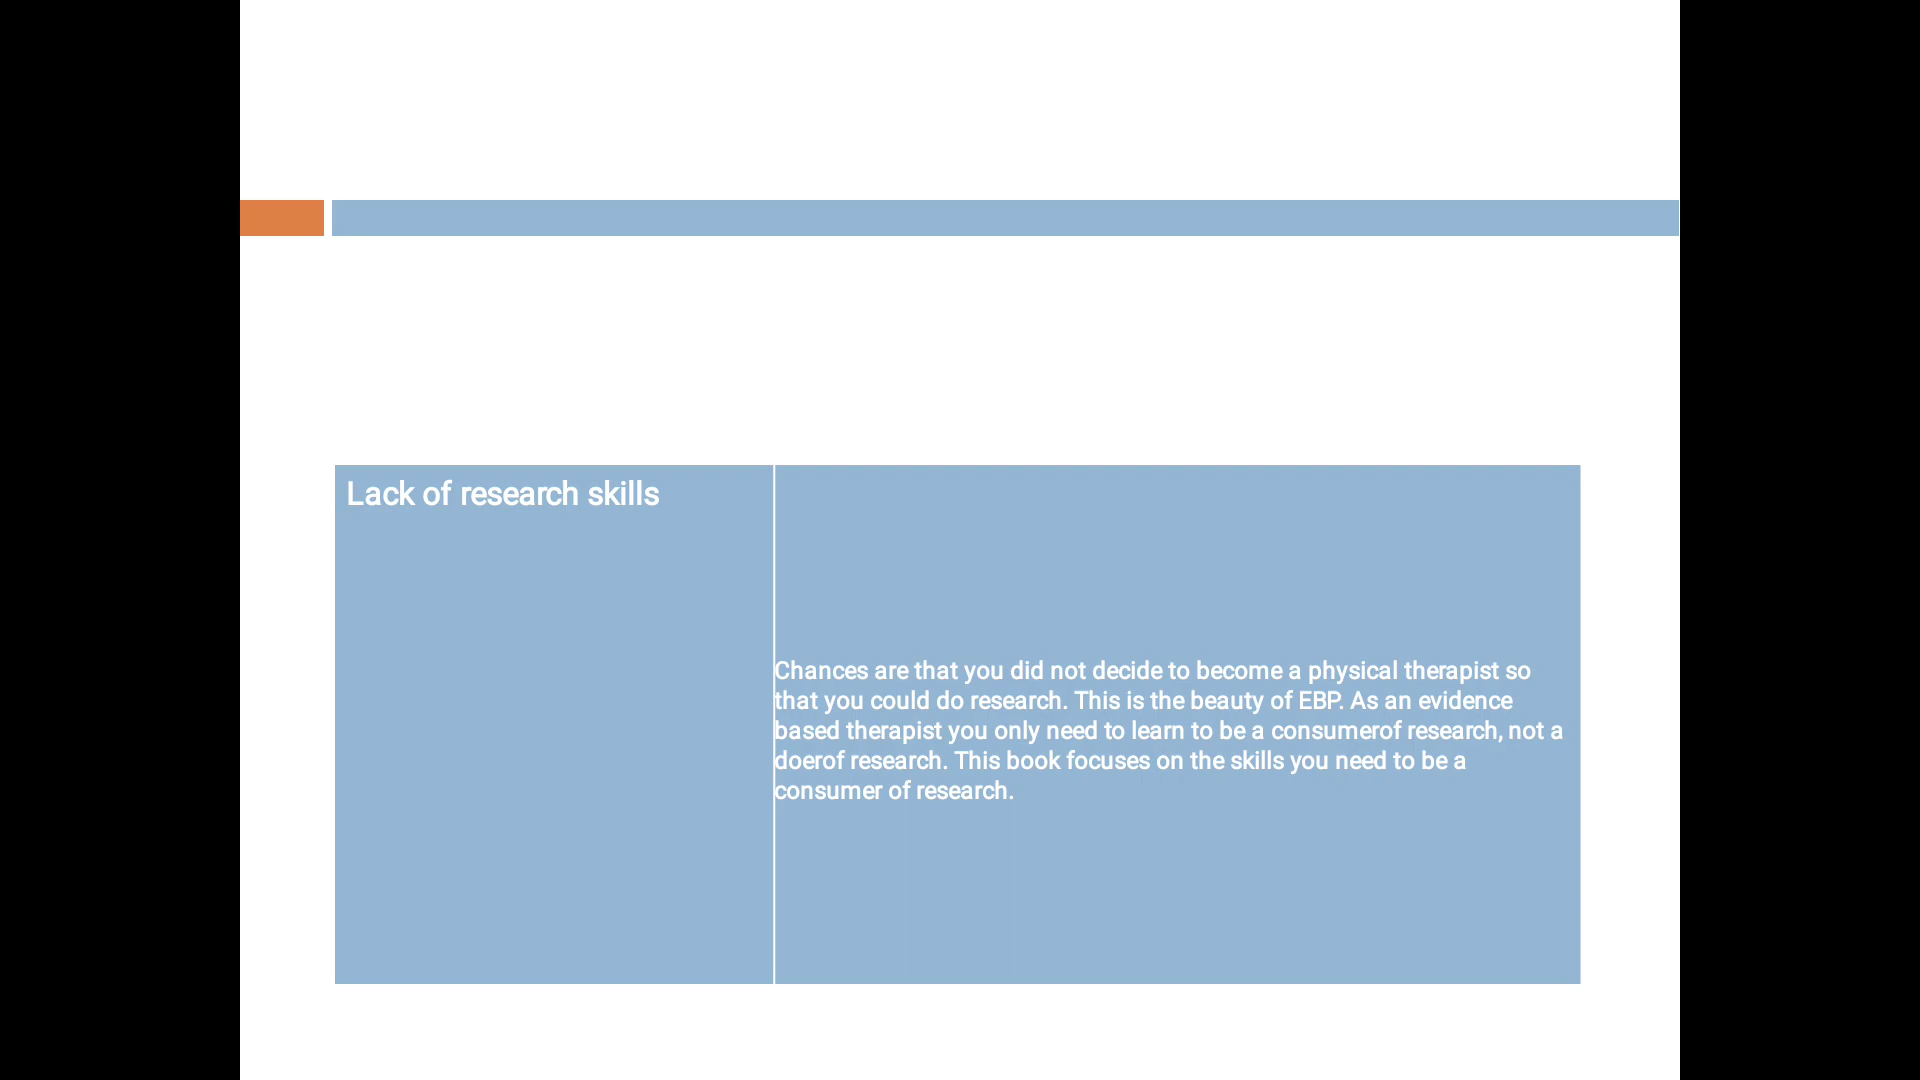 Lack of research skills
Chances are that you did not decide to become a physical therapist so
that you could do research. This is the beauty of EBP. As an evidence
based therapist you only need to learn to be a consumerof research, not a
doerof research. This book focuses on the skills you need to be a
consumer of research.